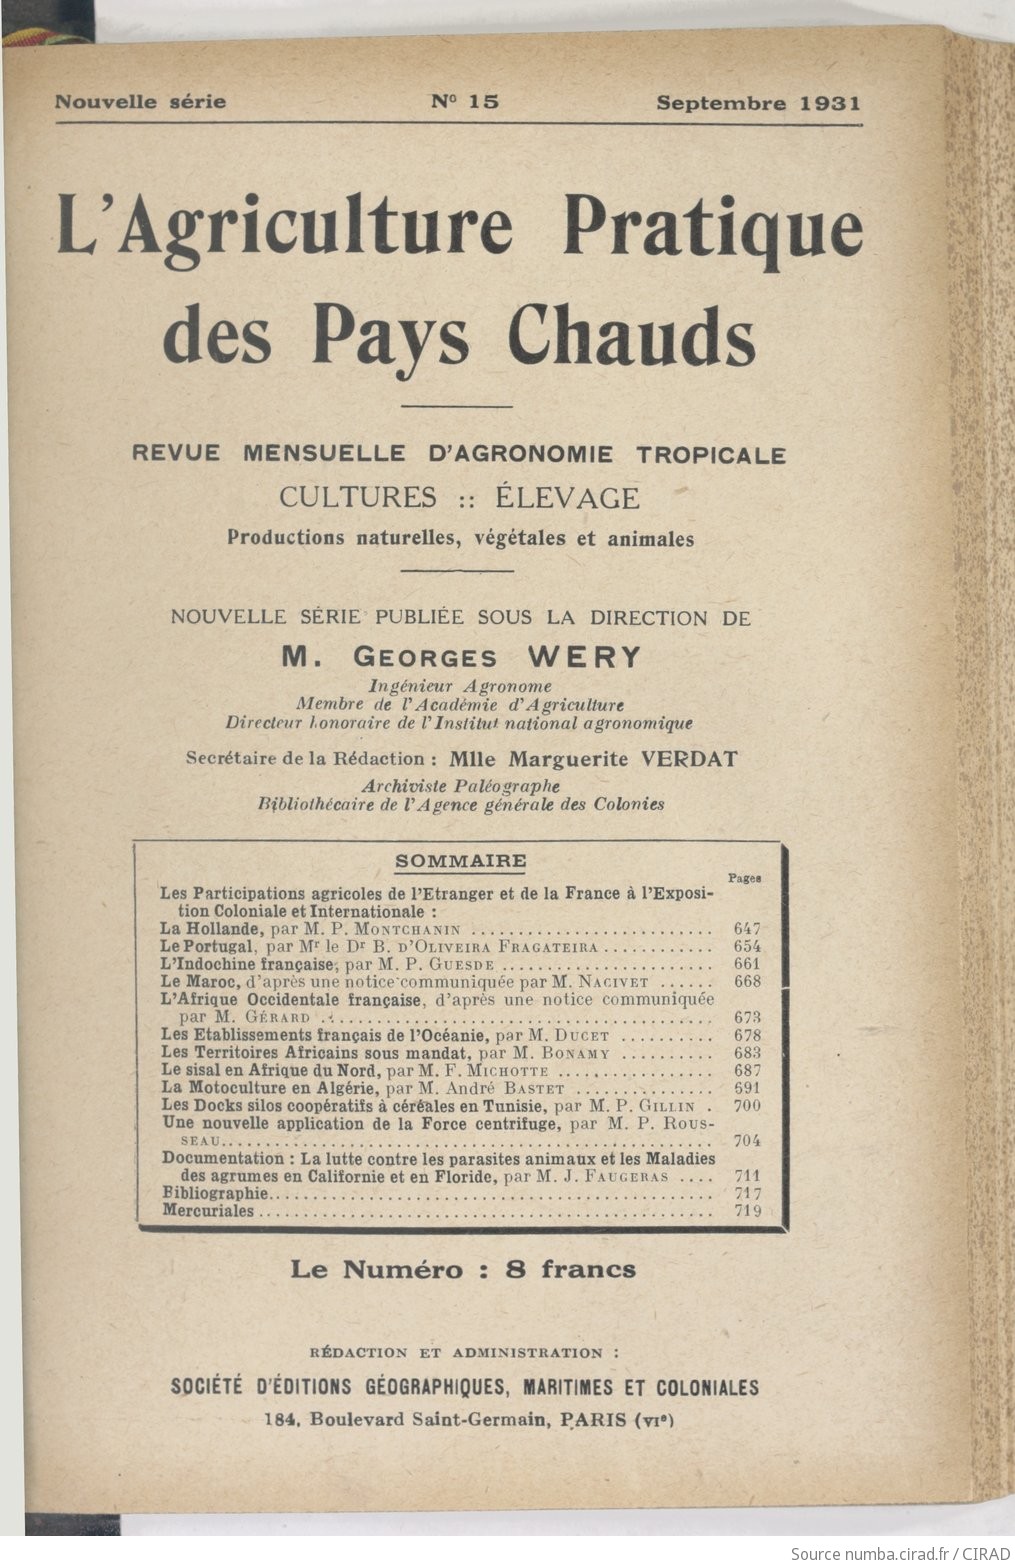 Nouvelle série N° 15 Septembre 1931
L'Agriculture Pratique
des Pays Chauds
REVUE MENSUELLE D'AGRONOMIE TROPICALE
CULTURES :: ÉLEVAGE
Productions naturelles, végétales et animales
NOUVELLE SÉRIE PUBLIÉE SOUS LA DIRECTION DE
M. GEORGES WERY
Ingénieur Agronome
Membre de l'Académie d'Agriculture
Directeur honoraire de l'Institut national agronomique
Secrétaire de la Rédaction : Mlle Marguerite VERDAT
Archiviste Paléographe
Bibliothécaire de l'Agence générale des Colonies
SOMMAIRE
Pages
Les Participations agricoles de l'Etranger et de la France à l'Exposi-
tion Coloniale et Internationale :
La Hollande, par M. P. MONTCHANIN ........................ 647
Le Portugal, par Mr le Dr B. D'OLIVEIRA FRAGATEIRA ........... 654
L'Indochine française, par M. P. GUESDE ..................... 661
Le Maroc, d'après une notice communiquée par M. NACIVET ...... 668
L'Afrique Occidentale française, d'après une notice communiquée
par M. GÉRARD ....................................... 673
Les Etablissements français de l'Océanie, par M. DUCET .......... 678
Les Territoires Africains sous mandat, par M. BONAMY .......... 683
Le sisal en Afrique du Nord, par M. F. MICHOTTE ................ 687
La Motoculture en Algérie, par M. André BASTET ............... 691
Les Docks silos coopératifs à céréales en Tunisie, par M. P. GILLIN . 700
Une nouvelle application de la Force centrifuge, par M. P. ROUS-
SEAU.................................................. 704
Documentation : La lutte contre les parasites animaux et les Maladies
des agrumes en Californie et en Floride, par M. J. FAUGERAS .... 711
Bibliographie............................................. 717
Mercuriales .............................................. 719
Le Numéro : 8 francs
RÉDACTION ET ADMINISTRATION :
SOCIÉTÉ D'ÉDITIONS GÉOGRAPHIQUES, MARITIMES ET COLONIALES
184, Boulevard Saint-Germain, PARIS (VIe)
Source numba.cirad.fr / CIRAD